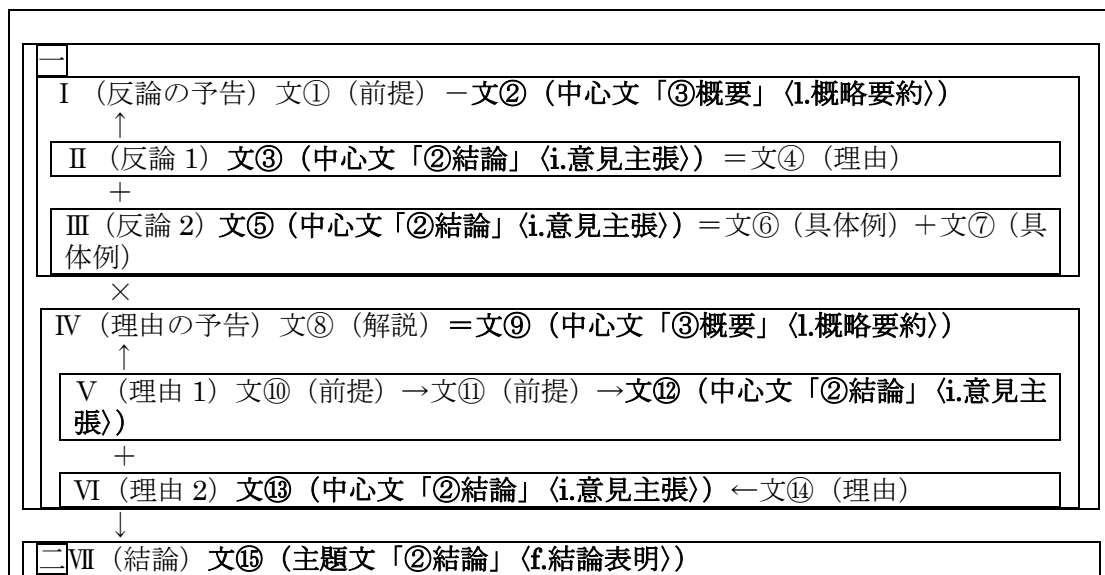 一
Ⅰ（反論の予告）文①（前提）－文②（中心文「③概要」〈l.概略要約〉）
↑
Ⅱ（反論 1）文③（中心文「②結論」〈i.意見主張〉）＝文④（理由）
＋
Ⅲ（反論 2）文⑤（中心文「②結論」〈i.意見主張〉）＝文⑥（具体例）＋文⑦（具
体例）
×
Ⅳ（理由の予告）文⑧（解説）＝文⑨（中心文「③概要」〈l.概略要約〉）
↑
Ⅴ（理由 1）文⑩（前提）→文⑪（前提）→文⑫（中心文「②結論」〈i.意見主
張〉）
＋
Ⅵ（理由 2）文⑬（中心文「②結論」〈i.意見主張〉）←文⑭（理由）
↓
二Ⅶ（結論）文⑮（主題文「②結論」〈f.結論表明〉）